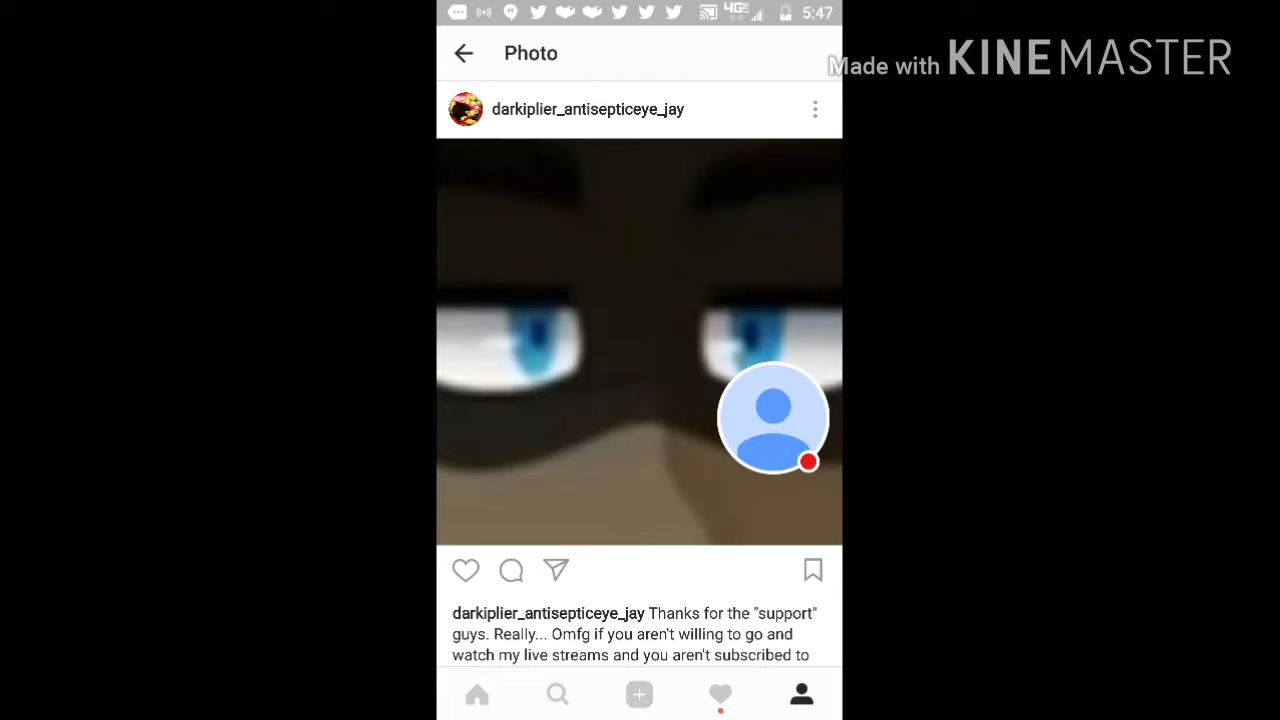 4G 5:47
Photo
Made with KINEMASTER
darkiplier_antisepticeye_jay
darkiplier_antisepticeye_jay Thanks for the "support"
guys. Really... Omfg if you aren't willing to go and
watch my live streams and you aren't subscribed to